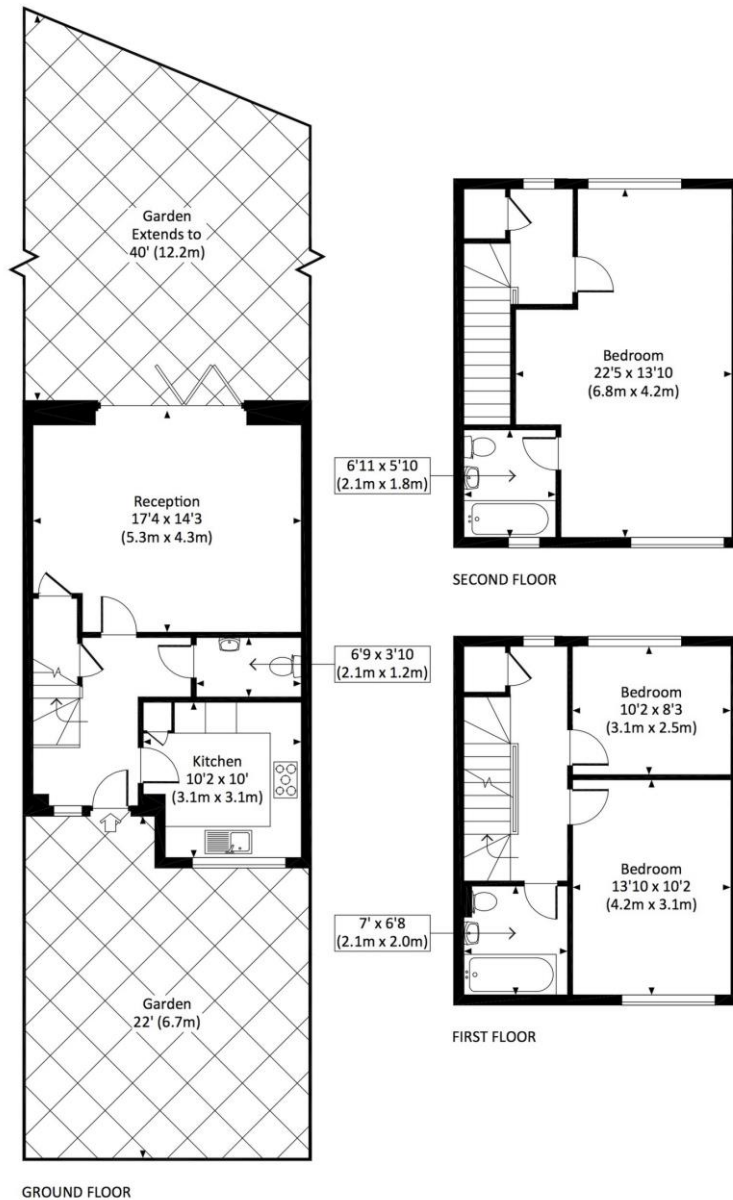 Garden
Extends to
40' (12.2m)
Reception
17'4 x 14'3
(5.3m x 4.3m)
6'9 x 3'10
(2.1m x 1.2m)
Kitchen
10'2 x 10'
(3.1m x 3.1m)
Garden
22' (6.7m)
GROUND FLOOR
Bedroom
22'5 x 13'10
(6.8m x 4.2m)
6'11 x 5'10
(2.1m x 1.8m)
SECOND FLOOR
Bedroom
10'2 x 8'3
(3.1m x 2.5m)
Bedroom
13'10 x 10'2
(4.2m x 3.1m)
7' x 6'8
(2.1m x 2.0m)
FIRST FLOOR